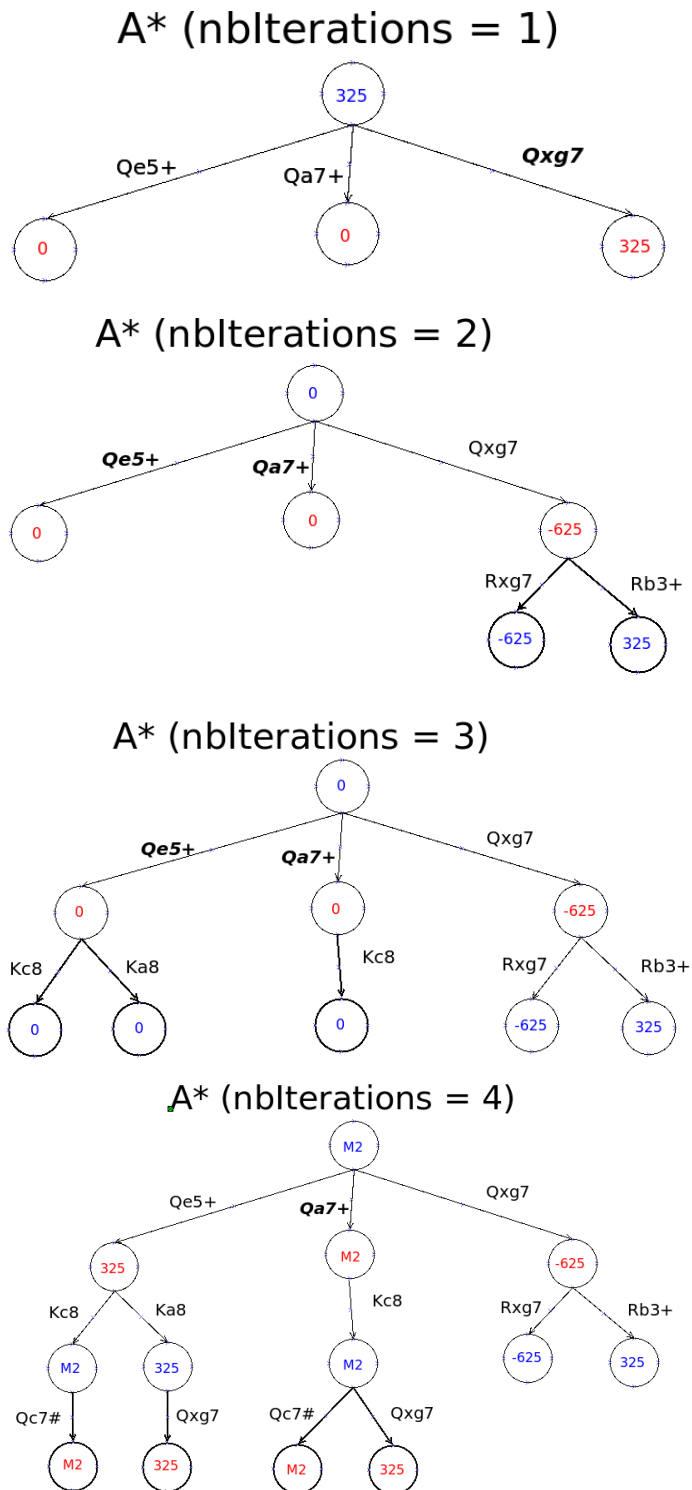 A* (nbIterations = 1)
325
Qe5+ Qa7+ Qxg7
0 0 325
A* (nbIterations = 2)
0
Qe5+ Qa7+ Qxg7
0 0 -625
Rxg7 Rb3+
-625 325
A* (nbIterations = 3)
0
Qe5+ Qa7+ Qxg7
0 0 -625
Kc8 Ka8 Kc8 Rxg7 Rb3+
0 0 0 -625 325
A* (nbIterations = 4)
M2
Qe5+ Qa7+ Qxg7
325 M2 -625
Kc8 Ka8 Kc8 Rxg7 Rb3+
M2 325 M2 -625 325
Qc7# Qxg7 Qc7# Qxg7
M2 325 M2 325